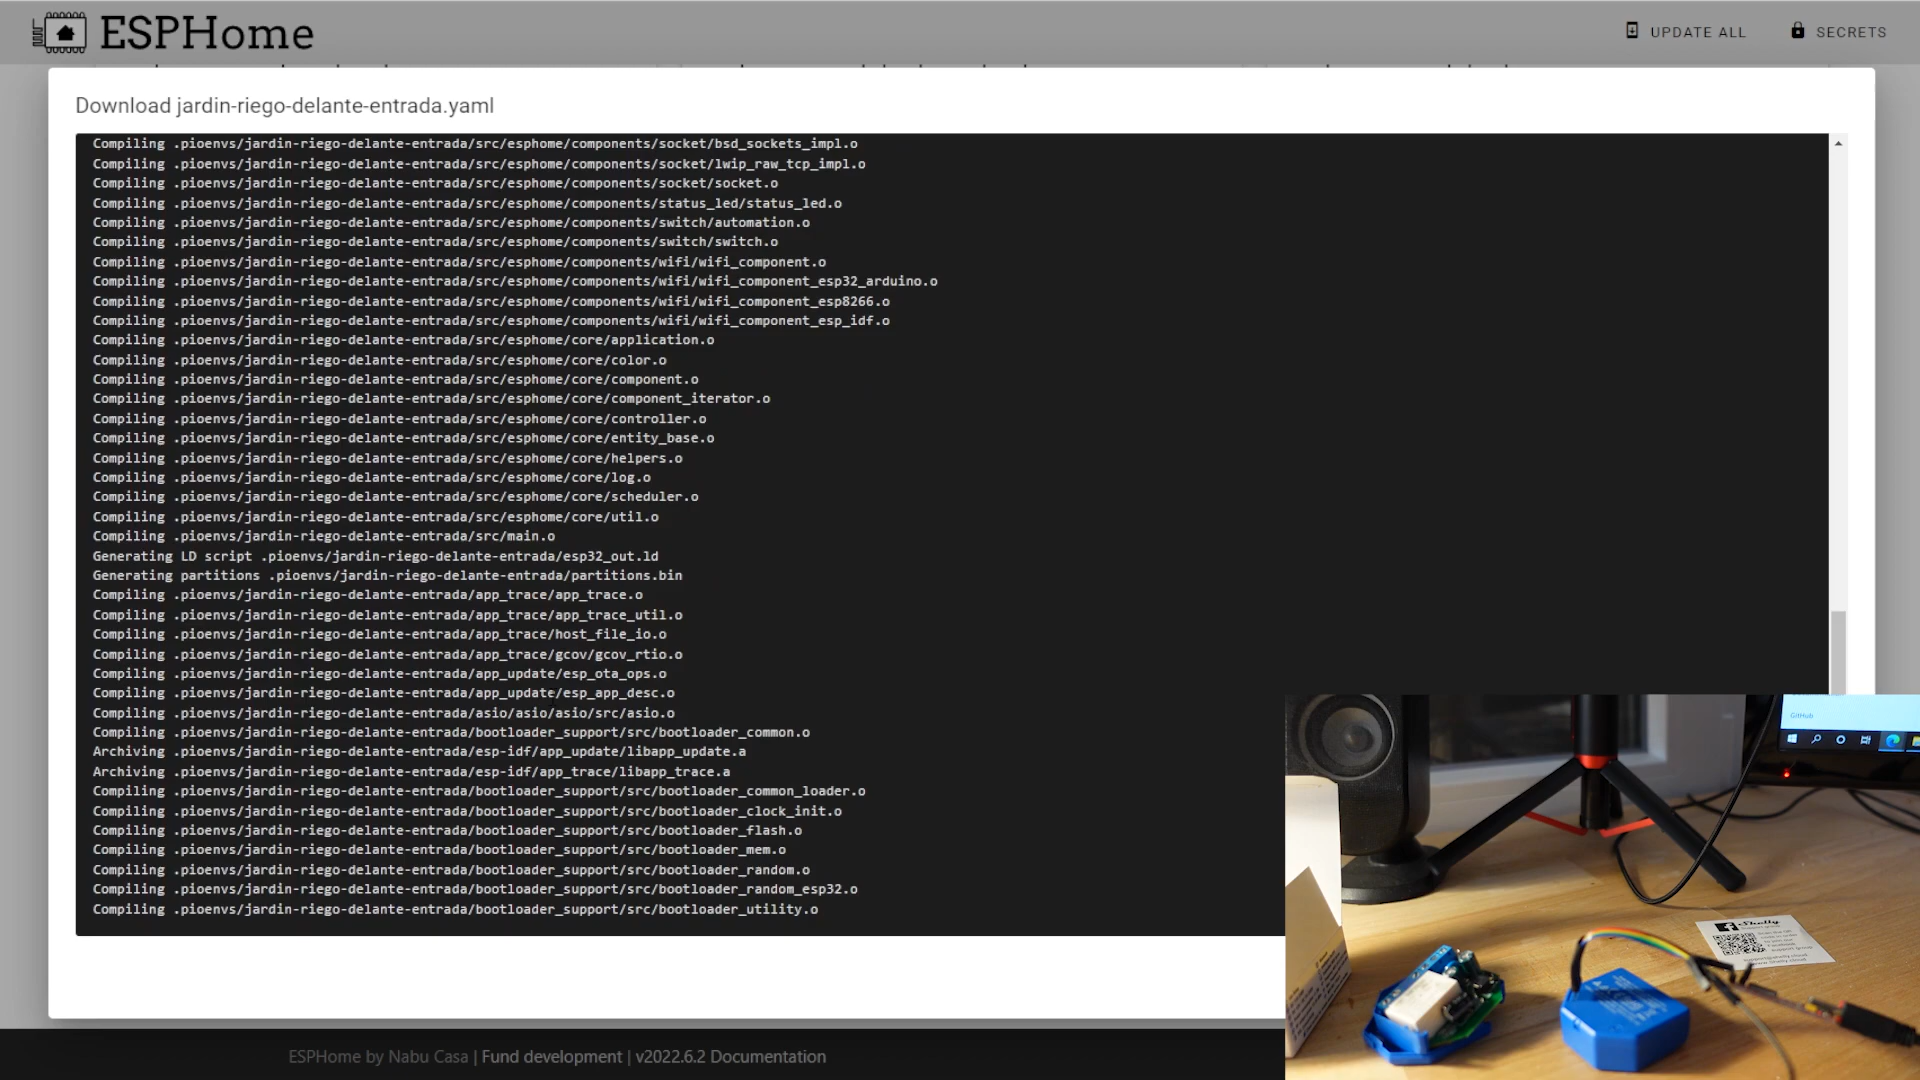 ESPHome
UPDATE ALL
SECRETS
Download jardin-riego-delante-entrada.yaml
Compiling .pioenvs/jardin-riego-delante-entrada/src/esphome/components/socket/bsd_sockets_impl.o
Compiling .pioenvs/jardin-riego-delante-entrada/src/esphome/components/socket/lwip_raw_tcp_impl.o
Compiling .pioenvs/jardin-riego-delante-entrada/src/esphome/components/socket/socket.o
Compiling .pioenvs/jardin-riego-delante-entrada/src/esphome/components/status_led/status_led.o
Compiling .pioenvs/jardin-riego-delante-entrada/src/esphome/components/switch/automation.o
Compiling .pioenvs/jardin-riego-delante-entrada/src/esphome/components/switch/switch.o
Compiling .pioenvs/jardin-riego-delante-entrada/src/esphome/components/wifi/wifi_component.o
Compiling .pioenvs/jardin-riego-delante-entrada/src/esphome/components/wifi/wifi_component_esp32_arduino.o
Compiling .pioenvs/jardin-riego-delante-entrada/src/esphome/components/wifi/wifi_component_esp8266.o
Compiling .pioenvs/jardin-riego-delante-entrada/src/esphome/components/wifi/wifi_component_esp_idf.o
Compiling .pioenvs/jardin-riego-delante-entrada/src/esphome/core/application.o
Compiling .pioenvs/jardin-riego-delante-entrada/src/esphome/core/color.o
Compiling .pioenvs/jardin-riego-delante-entrada/src/esphome/core/component.o
Compiling .pioenvs/jardin-riego-delante-entrada/src/esphome/core/component_iterator.o
Compiling .pioenvs/jardin-riego-delante-entrada/src/esphome/core/controller.o
Compiling .pioenvs/jardin-riego-delante-entrada/src/esphome/core/entity_base.o
Compiling .pioenvs/jardin-riego-delante-entrada/src/esphome/core/helpers.o
Compiling .pioenvs/jardin-riego-delante-entrada/src/esphome/core/log.o
Compiling .pioenvs/jardin-riego-delante-entrada/src/esphome/core/scheduler.o
Compiling .pioenvs/jardin-riego-delante-entrada/src/esphome/core/util.o
Compiling .pioenvs/jardin-riego-delante-entrada/src/main.o
Generating LD script .pioenvs/jardin-riego-delante-entrada/esp32_out.ld
Generating partitions .pioenvs/jardin-riego-delante-entrada/partitions.bin
Compiling .pioenvs/jardin-riego-delante-entrada/app_trace/app_trace.o
Compiling .pioenvs/jardin-riego-delante-entrada/app_trace/app_trace_util.o
Compiling .pioenvs/jardin-riego-delante-entrada/app_trace/host_file_io.o
Compiling .pioenvs/jardin-riego-delante-entrada/app_trace/gcov/gcov_rtio.o
Compiling .pioenvs/jardin-riego-delante-entrada/app_update/esp_ota_ops.o
Compiling .pioenvs/jardin-riego-delante-entrada/app_update/esp_app_desc.o
Compiling .pioenvs/jardin-riego-delante-entrada/asio/asio/asio/src/asio.o
Compiling .pioenvs/jardin-riego-delante-entrada/bootloader_support/src/bootloader_common.o
Archiving .pioenvs/jardin-riego-delante-entrada/esp-idf/app_update/libapp_update.a
Archiving .pioenvs/jardin-riego-delante-entrada/esp-idf/app_trace/libapp_trace.a
Compiling .pioenvs/jardin-riego-delante-entrada/bootloader_support/src/bootloader_common_loader.o
Compiling .pioenvs/jardin-riego-delante-entrada/bootloader_support/src/bootloader_clock_init.o
Compiling .pioenvs/jardin-riego-delante-entrada/bootloader_support/src/bootloader_flash.o
Compiling .pioenvs/jardin-riego-delante-entrada/bootloader_support/src/bootloader_mem.o
Compiling .pioenvs/jardin-riego-delante-entrada/bootloader_support/src/bootloader_random.o
Compiling .pioenvs/jardin-riego-delante-entrada/bootloader_support/src/bootloader_random_esp32.o
Compiling .pioenvs/jardin-riego-delante-entrada/bootloader_support/src/bootloader_utility.o
GitHub
Shelly
ESPHome by Nabu Casa | Fund development | v2022.6.2 Documentation